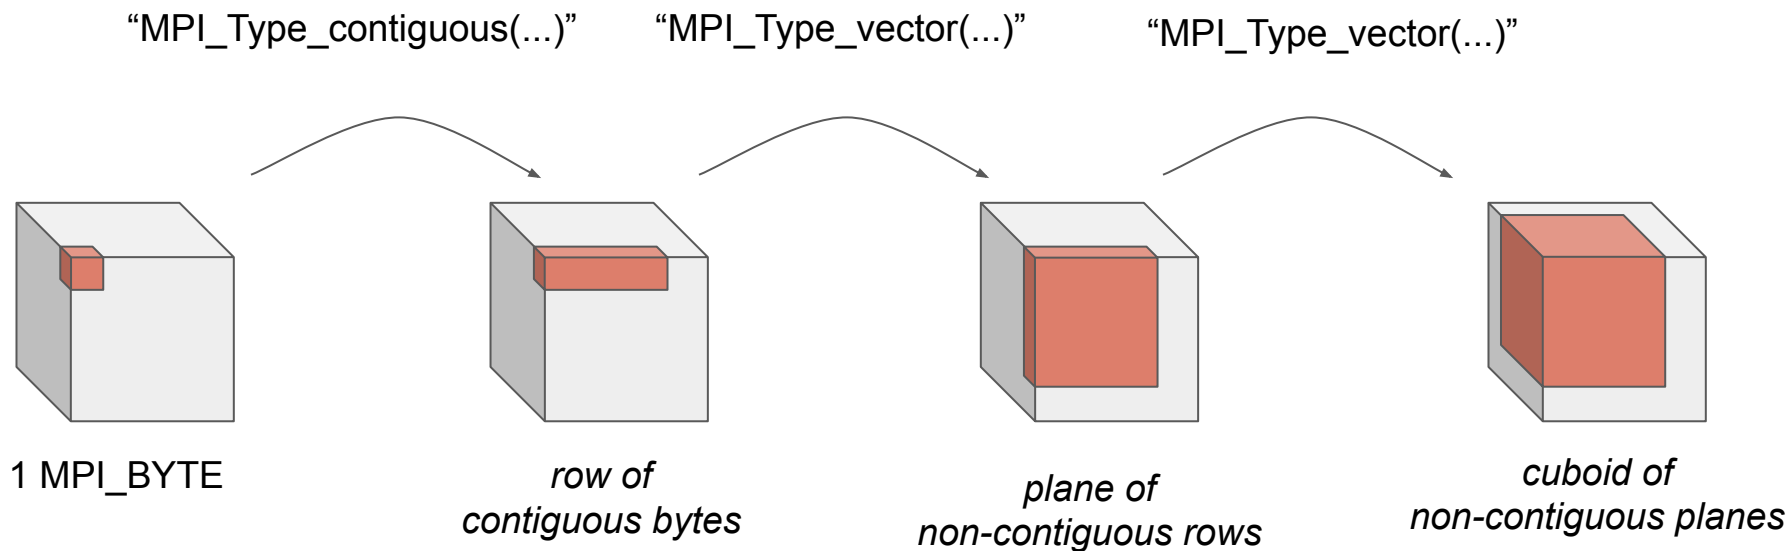 “MPI_Type_contiguous(...)”
“MPI_Type_vector(...)”
“MPI_Type_vector(...)”
1 MPI_BYTE
row of
contiguous bytes
plane of
non-contiguous rows
cuboid of
non-contiguous planes